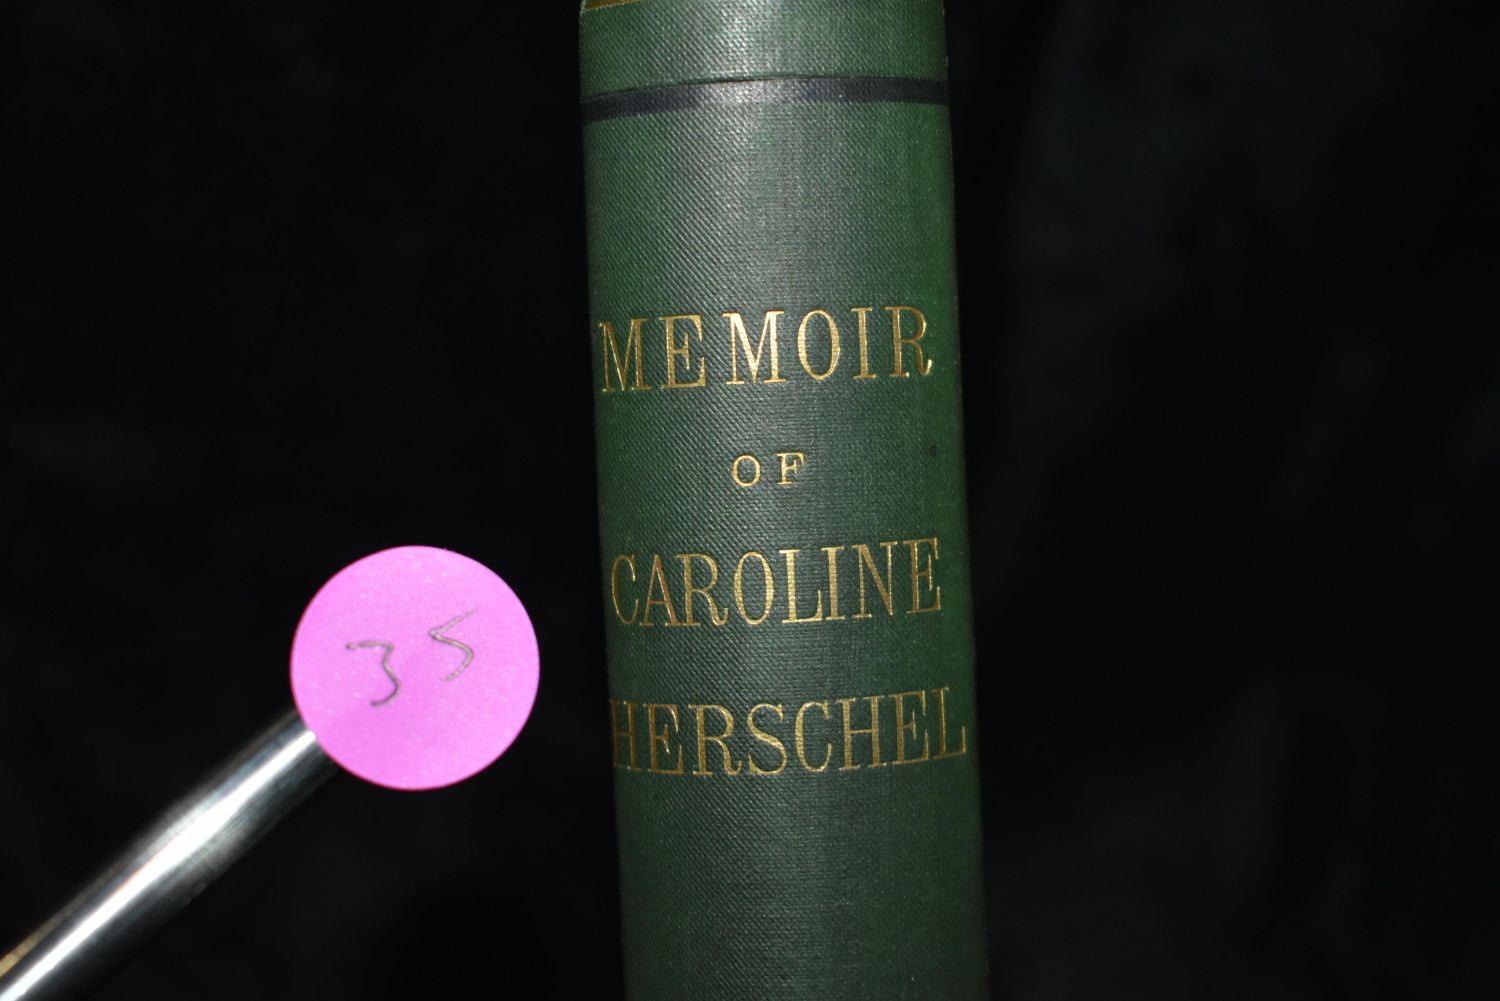 MEMOIR
OF
CAROLINE
HERSCHEL
35